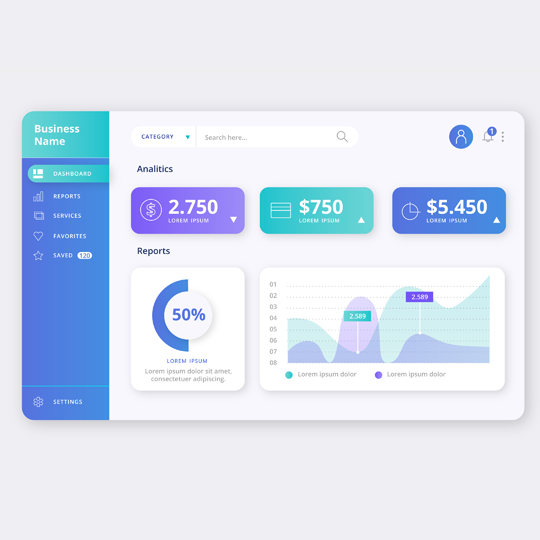 Business
Name
DASHBOARD
REPORTS
SERVICES
FAVORITES
SAVED 120
SETTINGS
CATEGORY Search here...
1
Analitics
2.750
LOREM IPSUM
$750
LOREM IPSUM
$5.450
LOREM IPSUM
Reports
50%
LOREM IPSUM
Lorem ipsum dolor sit amet,
consectetuer adipiscing.
01
02
03
04
05
06
07
08
2.589
2.589
Lorem ipsum dolor
Lorem ipsum dolor